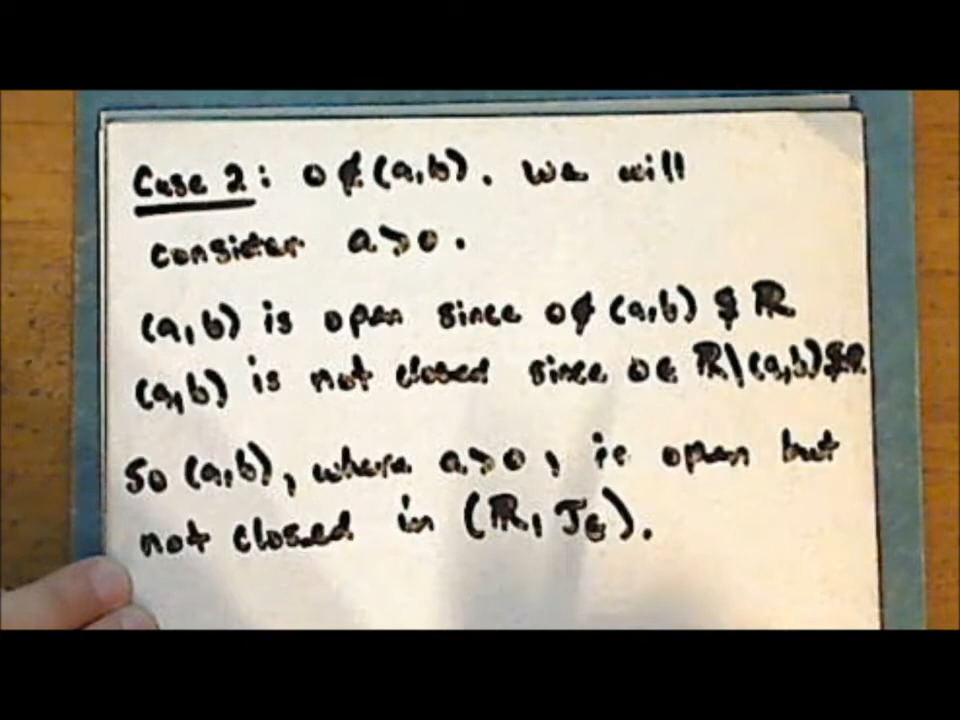 Case 2: 0 ∉ (a,b). We will
consider a>0.
(a,b) is open since 0∉ (a,b) ⊊ ℝ
(a,b) is not closed since 0∈ ℝ\(a,b)⊊ℝ
So (a,b), where a>0, is open but
not closed in (ℝ, T_E).